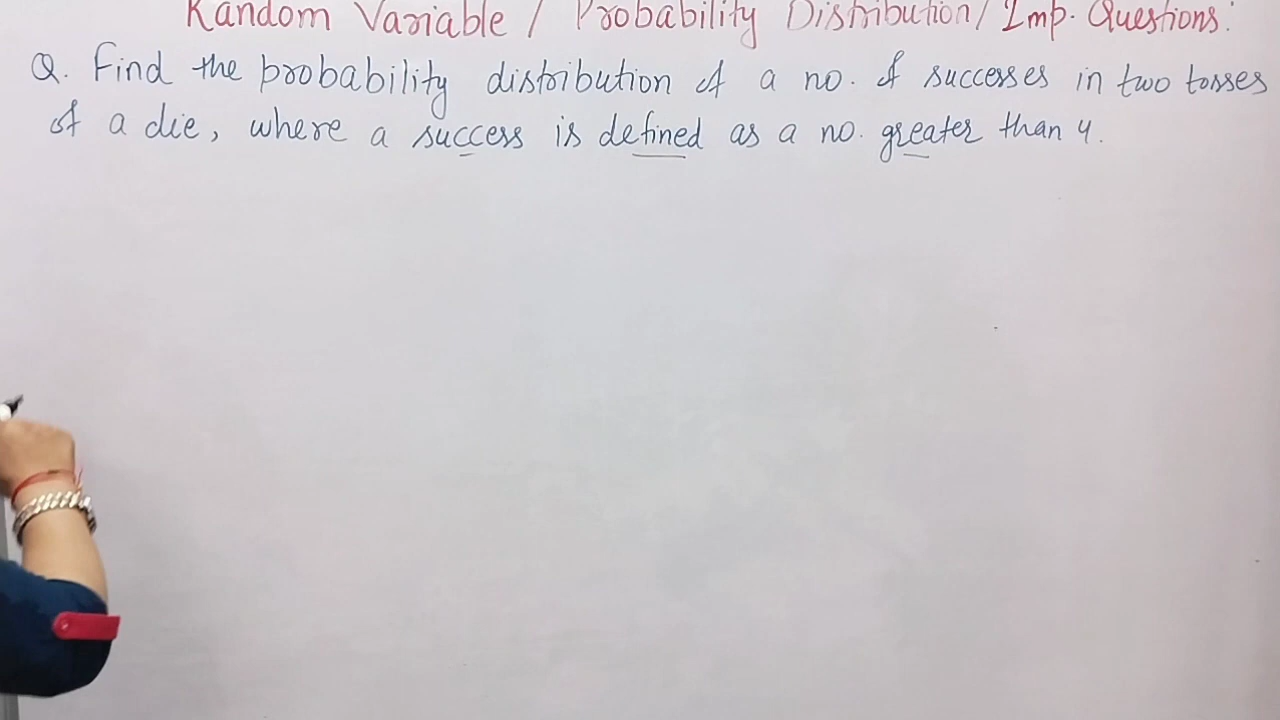 Random Variable / Probability Distribution / Imp. Questions:
Q. Find the probability distribution of a no. of successes in two tosses
of a die, where a success is defined as a no. greater than 4.